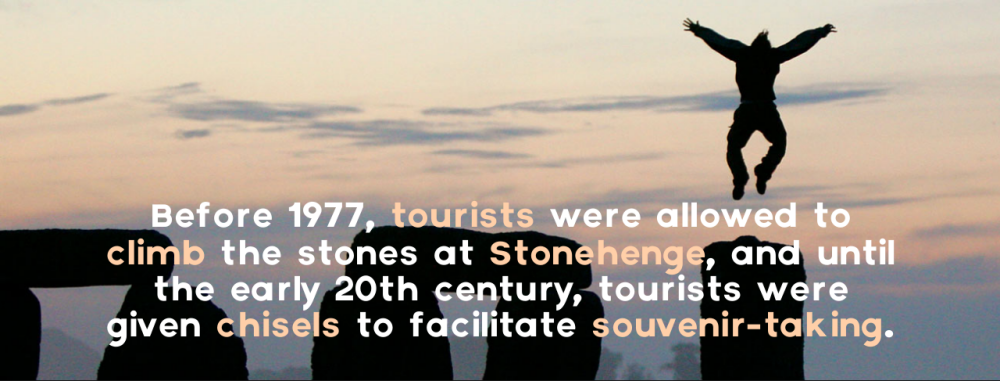 Before 1977, tourists were allowed to
climb the stones at Stonehenge, and until
the early 20th century, tourists were
given chisels to facilitate souvenir-taking.